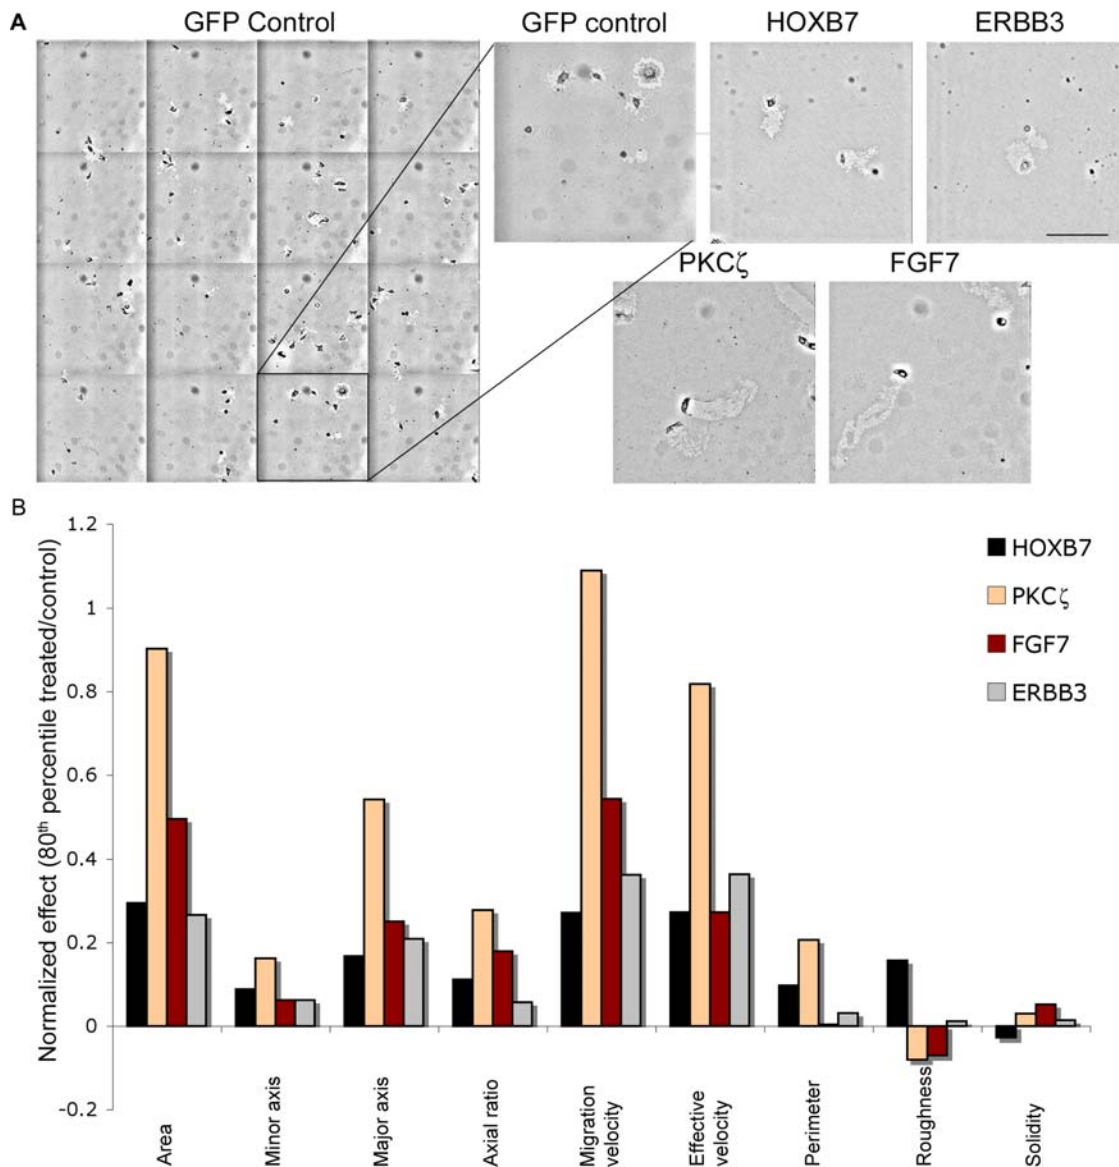 A
GFP Control
GFP control
HOXB7
ERBB3
PKCζ
FGF7
B
Normalized effect (80th percentile treated/control)
1.2
1
0.8
0.6
0.4
0.2
0
-0.2
HOXB7
PKCζ
FGF7
ERBB3
Area
Minor axis
Major axis
Axial ratio
Migration
velocity
Effective
velocity
Perimeter
Roughness
Solidity